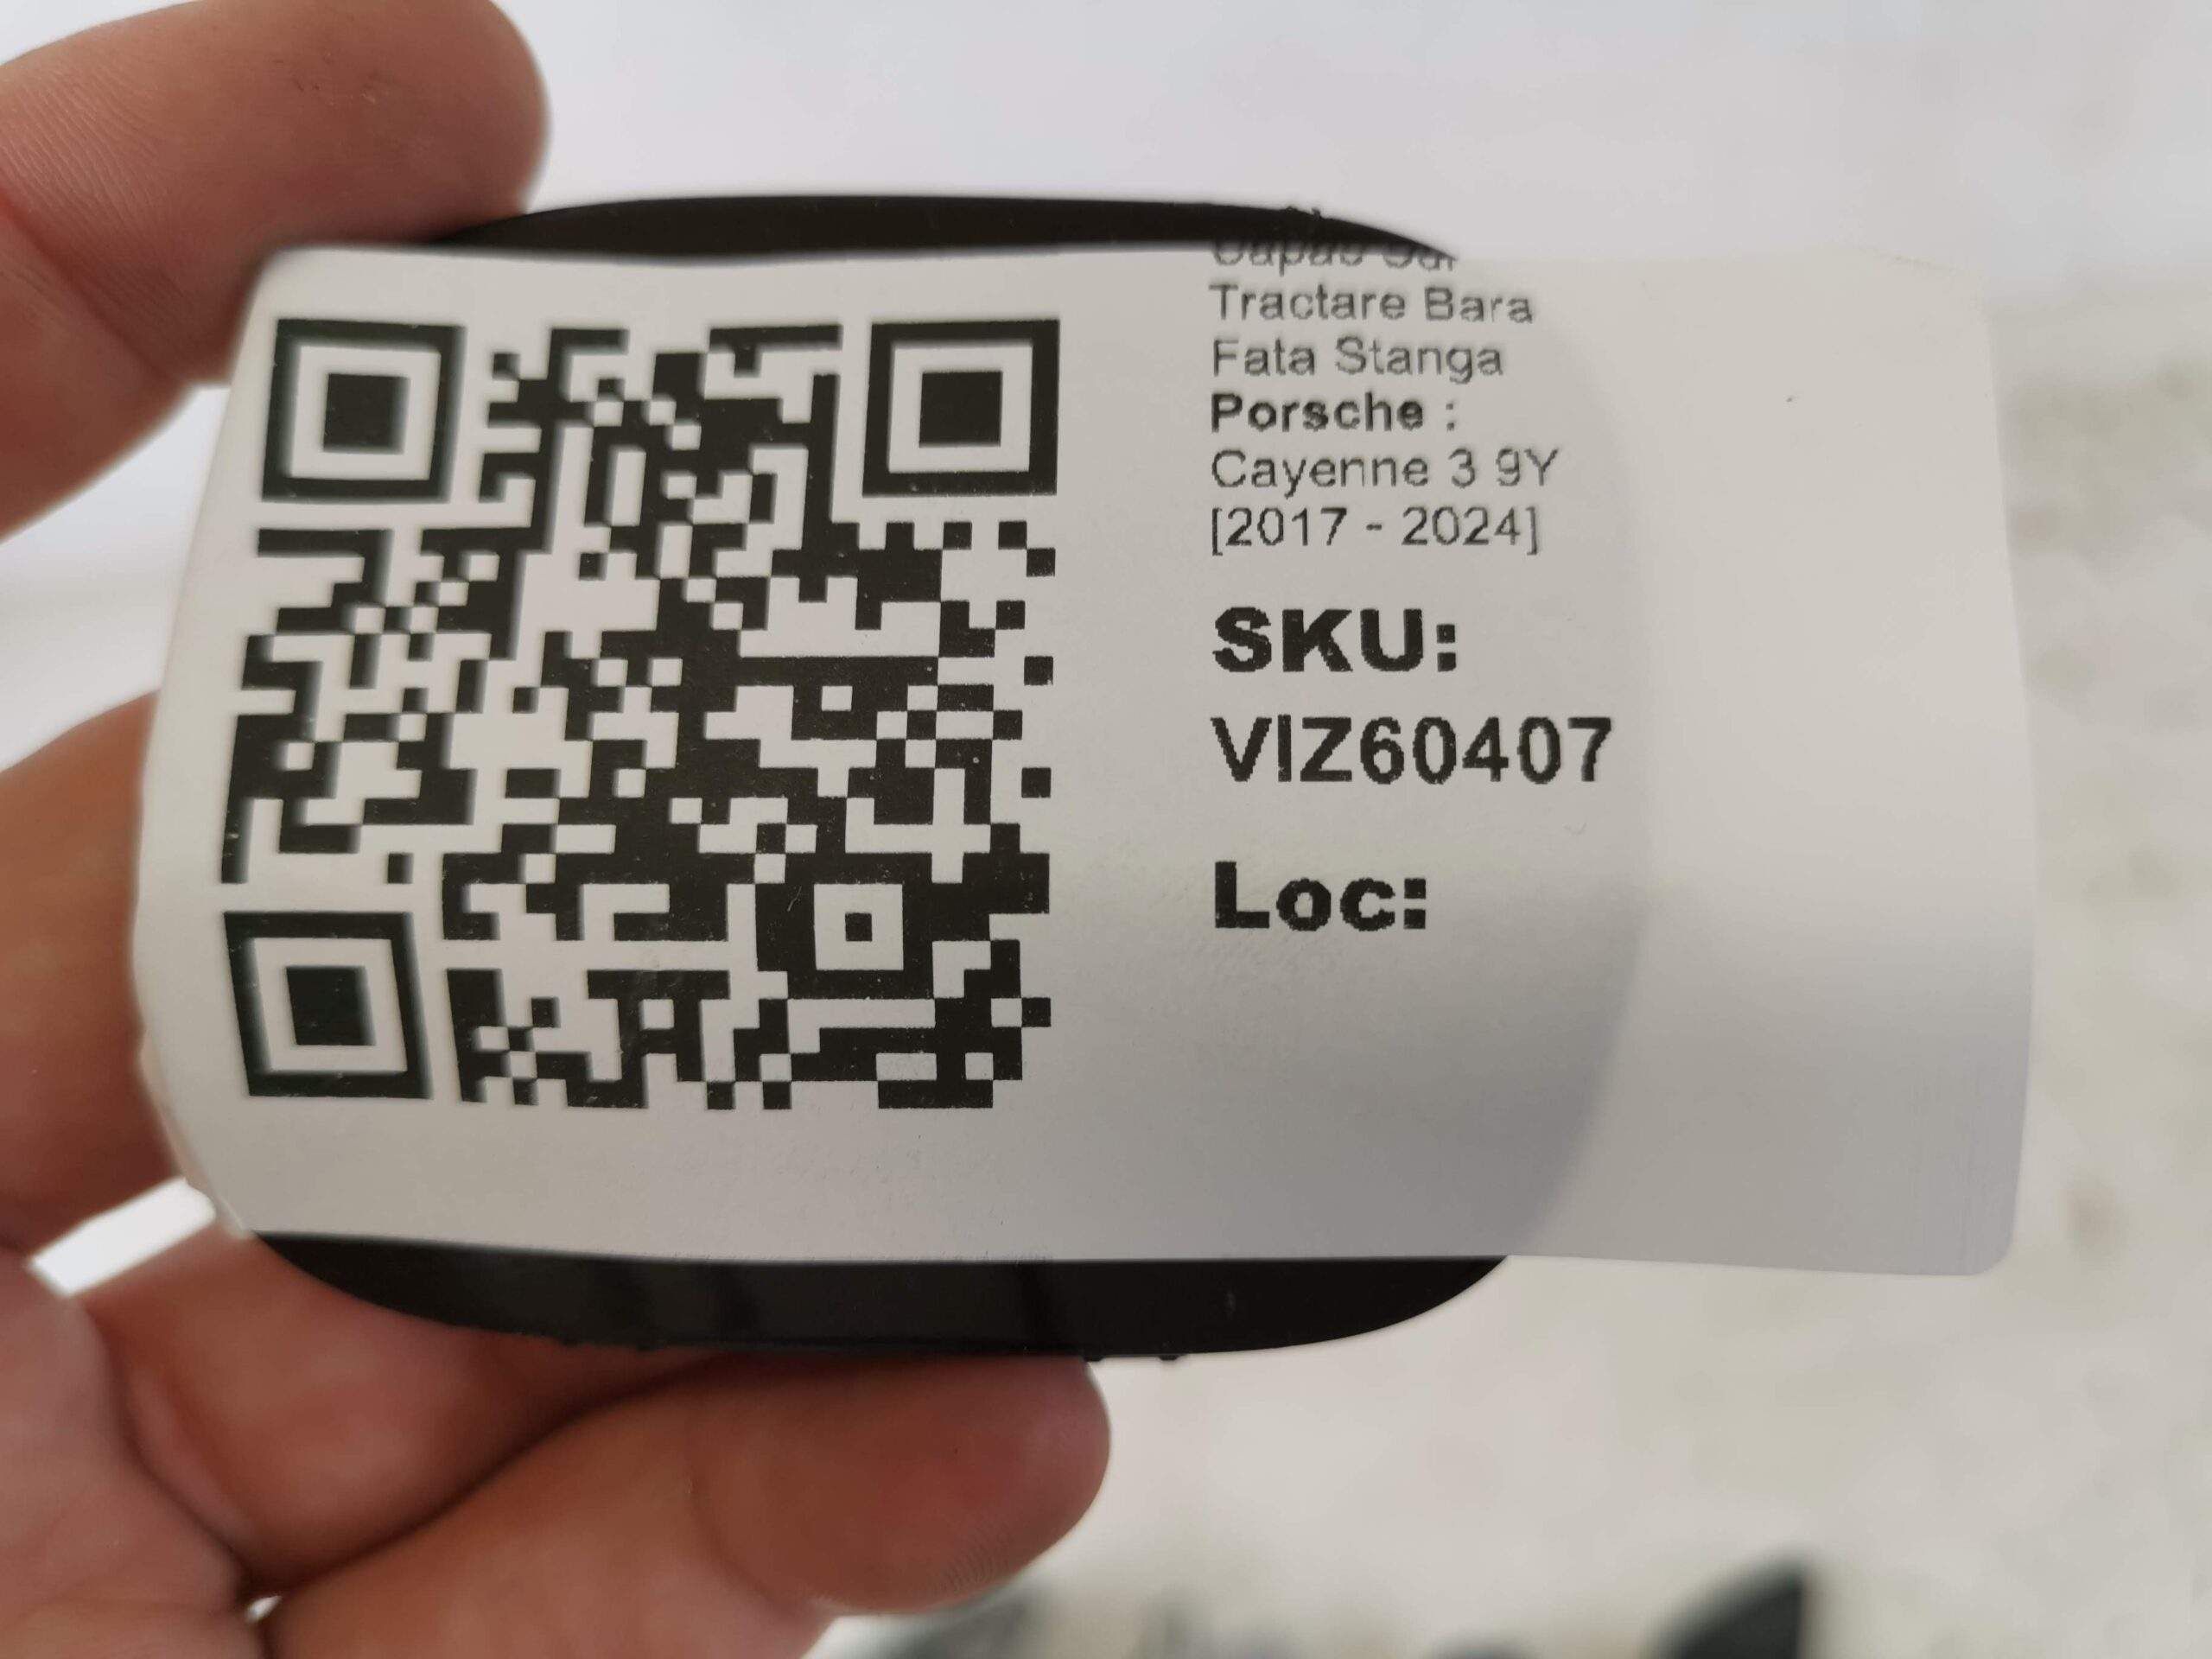 Tractare Bara
Fata Stanga
Porsche :
Cayenne 3 9Y
[2017 - 2024]
SKU:
VIZ60407
Loc: